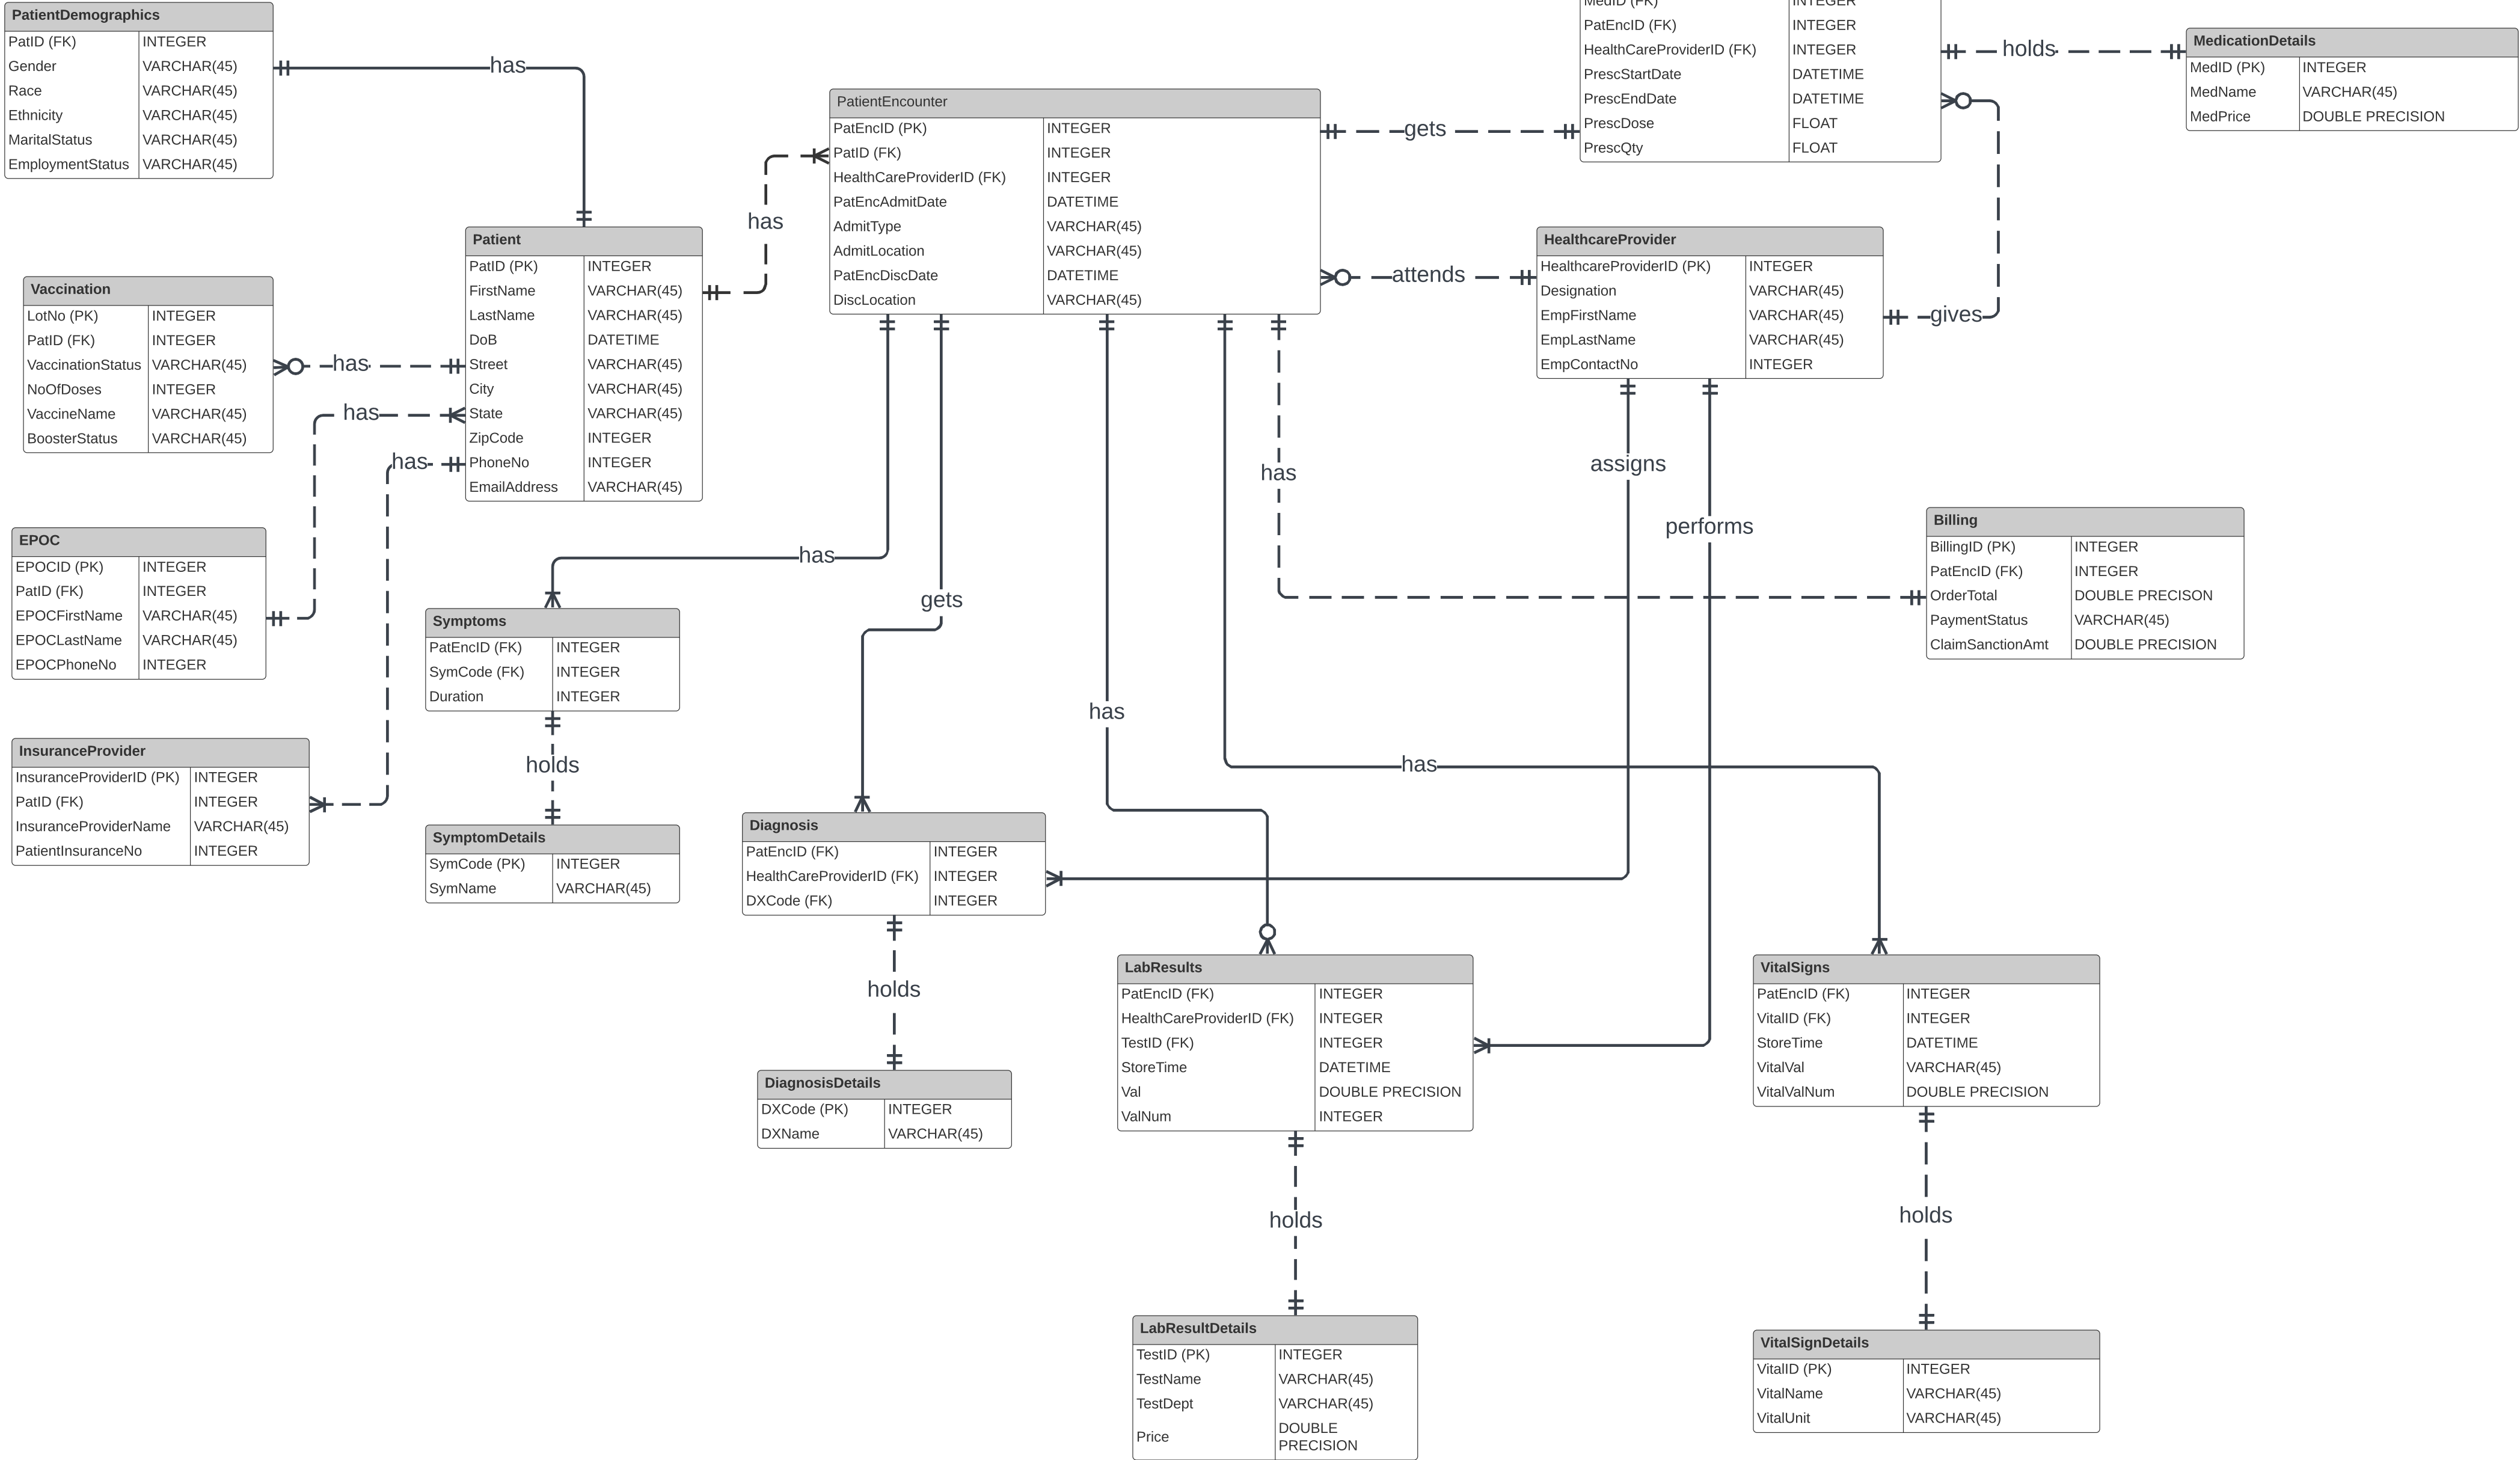 PatientDemographics
PatID (FK) INTEGER
Gender VARCHAR(45)
Race VARCHAR(45)
Ethnicity VARCHAR(45)
MaritalStatus VARCHAR(45)
EmploymentStatus VARCHAR(45)
has
MedID (FK) INTEGER
PatEncID (FK) INTEGER
HealthCareProviderID (FK) INTEGER
PrescStartDate DATETIME
PrescEndDate DATETIME
PrescDose FLOAT
PrescQty FLOAT
holds
MedicationDetails
MedID (PK) INTEGER
MedName VARCHAR(45)
MedPrice DOUBLE PRECISION
PatientEncounter
PatEncID (PK) INTEGER
PatID (FK) INTEGER
HealthCareProviderID (FK) INTEGER
PatEncAdmitDate DATETIME
AdmitType VARCHAR(45)
AdmitLocation VARCHAR(45)
PatEncDiscDate DATETIME
DiscLocation VARCHAR(45)
gets
has
attends
Patient
PatID (PK) INTEGER
FirstName VARCHAR(45)
LastName VARCHAR(45)
DoB DATETIME
Street VARCHAR(45)
City VARCHAR(45)
State VARCHAR(45)
ZipCode INTEGER
PhoneNo INTEGER
EmailAddress VARCHAR(45)
HealthcareProvider
HealthcareProviderID (PK) INTEGER
Designation VARCHAR(45)
EmpFirstName VARCHAR(45)
EmpLastName VARCHAR(45)
EmpContactNo INTEGER
gives
Vaccination
LotNo (PK) INTEGER
PatID (FK) INTEGER
VaccinationStatus VARCHAR(45)
NoOfDoses INTEGER
VaccineName VARCHAR(45)
BoosterStatus VARCHAR(45)
has
has
has
has
assigns
performs
EPOC
EPOCID (PK) INTEGER
PatID (FK) INTEGER
EPOCFirstName VARCHAR(45)
EPOCLastName VARCHAR(45)
EPOCPhoneNo INTEGER
has
gets
Billing
BillingID (PK) INTEGER
PatEncID (FK) INTEGER
OrderTotal DOUBLE PRECISON
PaymentStatus VARCHAR(45)
ClaimSanctionAmt DOUBLE PRECISION
Symptoms
PatEncID (FK) INTEGER
SymCode (FK) INTEGER
Duration INTEGER
has
holds
has
InsuranceProvider
InsuranceProviderID (PK) INTEGER
PatID (FK) INTEGER
InsuranceProviderName VARCHAR(45)
PatientInsuranceNo INTEGER
SymptomDetails
SymCode (PK) INTEGER
SymName VARCHAR(45)
Diagnosis
PatEncID (FK) INTEGER
HealthCareProviderID (FK) INTEGER
DXCode (FK) INTEGER
holds
LabResults
PatEncID (FK) INTEGER
HealthCareProviderID (FK) INTEGER
TestID (FK) INTEGER
StoreTime DATETIME
Val DOUBLE PRECISION
ValNum INTEGER
VitalSigns
PatEncID (FK) INTEGER
VitalID (FK) INTEGER
StoreTime DATETIME
VitalVal VARCHAR(45)
VitalValNum DOUBLE PRECISION
DiagnosisDetails
DXCode (PK) INTEGER
DXName VARCHAR(45)
holds
holds
LabResultDetails
TestID (PK) INTEGER
TestName VARCHAR(45)
TestDept VARCHAR(45)
Price DOUBLE
PRECISION
VitalSignDetails
VitalID (PK) INTEGER
VitalName VARCHAR(45)
VitalUnit VARCHAR(45)